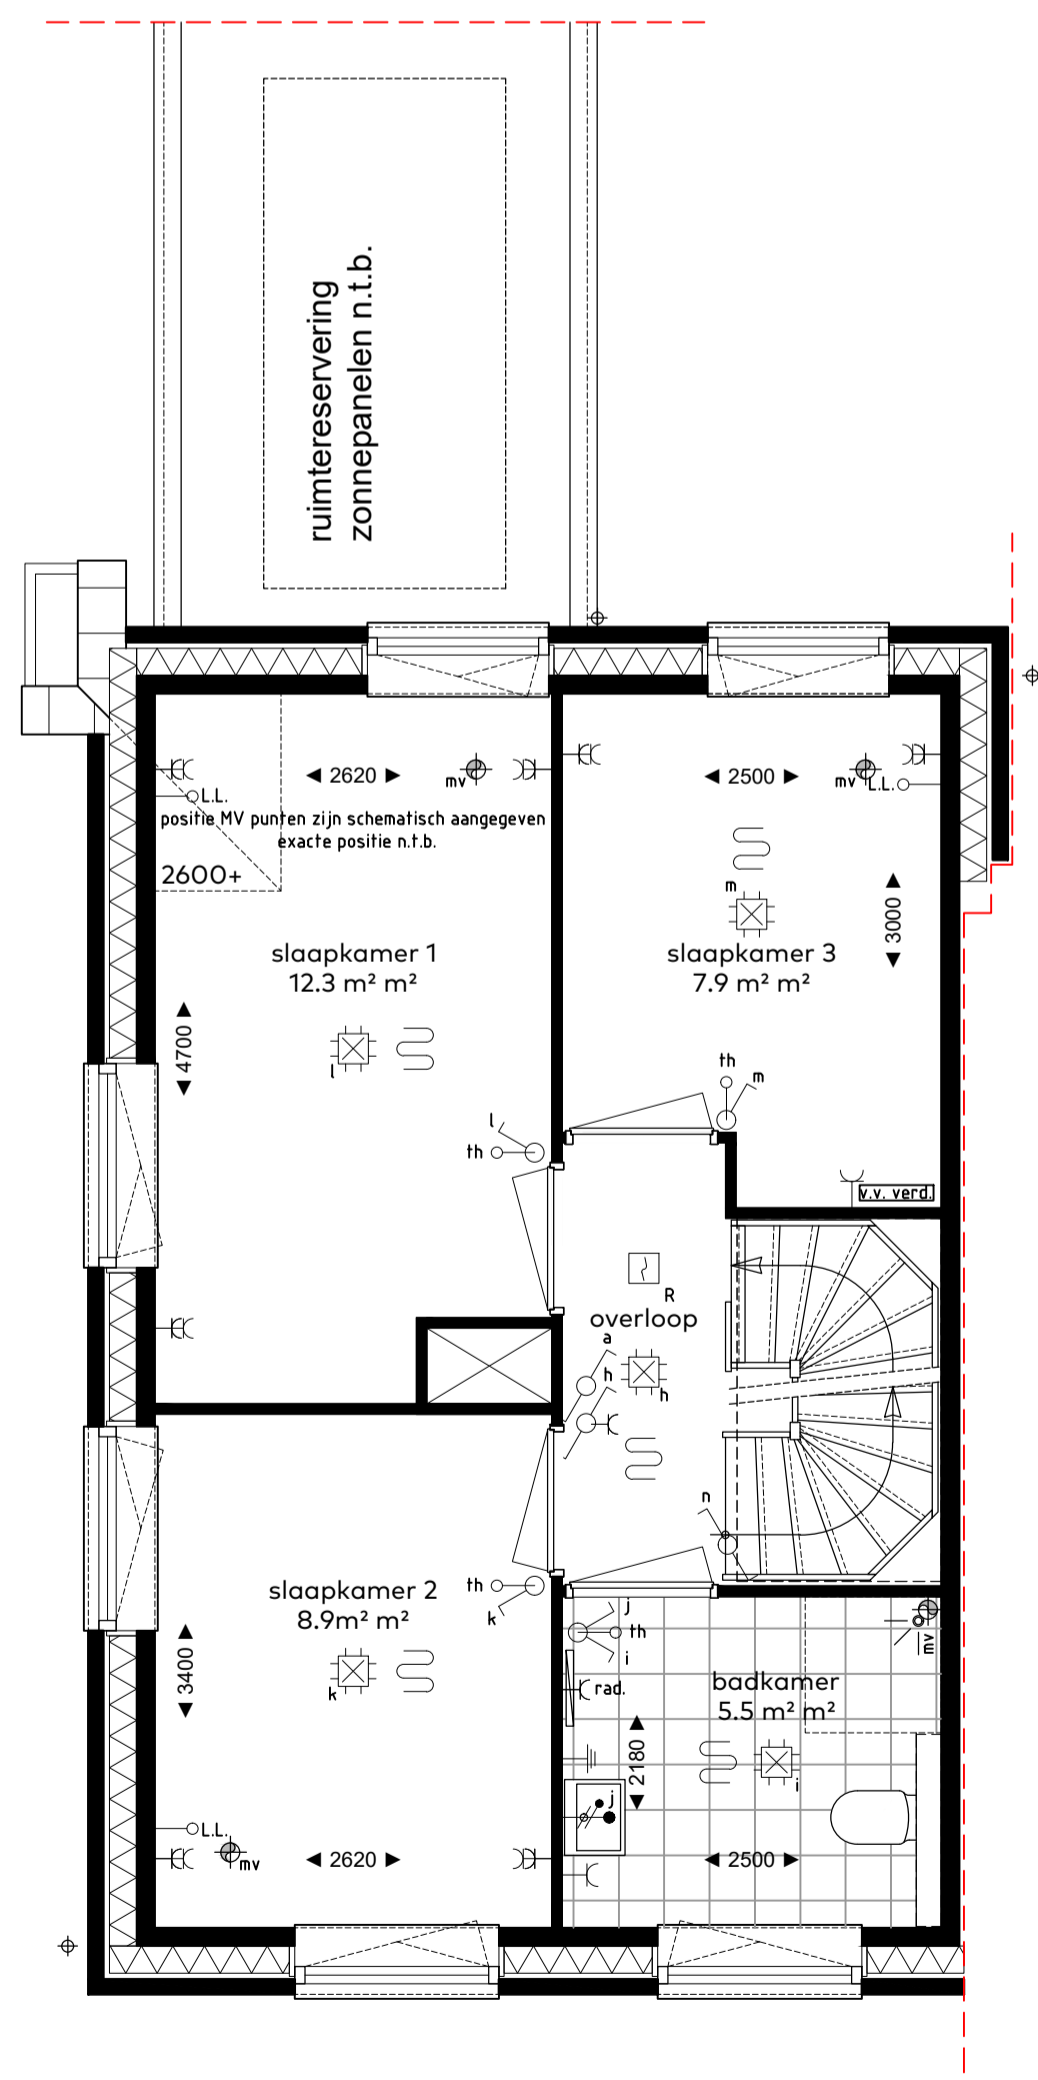 ruimtereservering
zonnepanelen n.t.b.
2620
mv
L.L.
positie MV punten zijn schematisch aangegeven
exacte positie n.t.b.
2600+
slaapkamer 1
12.3 m² m²
4700
l
l
th
2500
mv
L.L.
m
3000
slaapkamer 3
7.9 m² m²
th
m
v.v. verd.
R
overloop
a
h
h
n
slaapkamer 2
8.9m² m²
th
k
k
3400
L.L.
mv
2620
j
th
i
rad.
mv
badkamer
5.5 m² m²
2180
i
j
2500